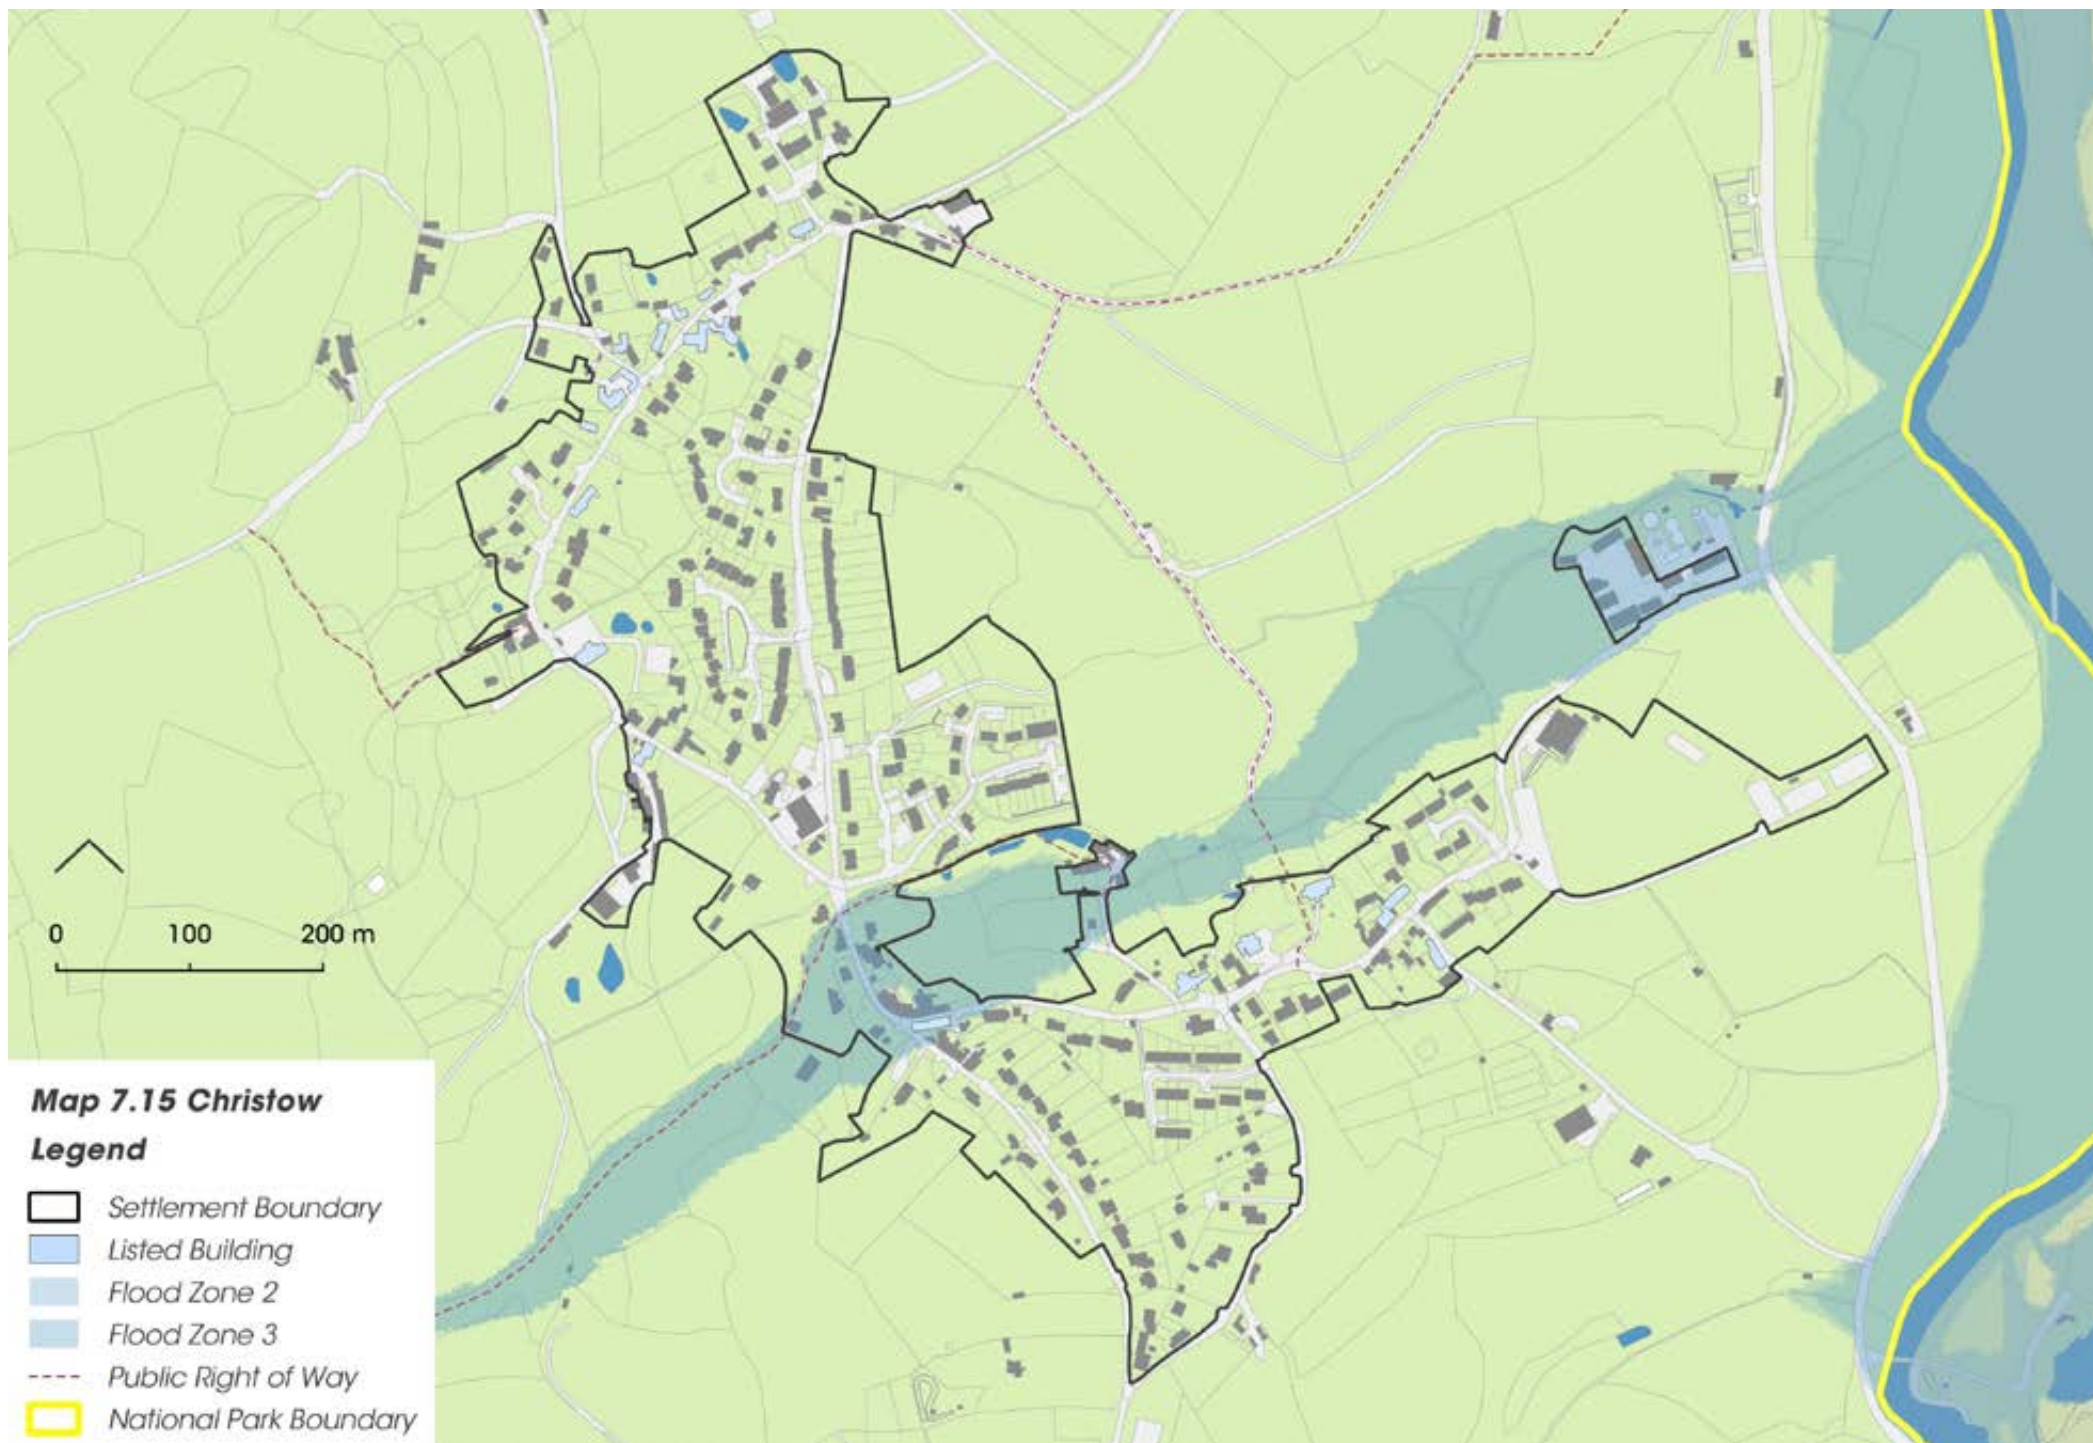 0 100 200 m
Map 7.15 Christow
Legend
Settlement Boundary
Listed Building
Flood Zone 2
Flood Zone 3
Public Right of Way
National Park Boundary